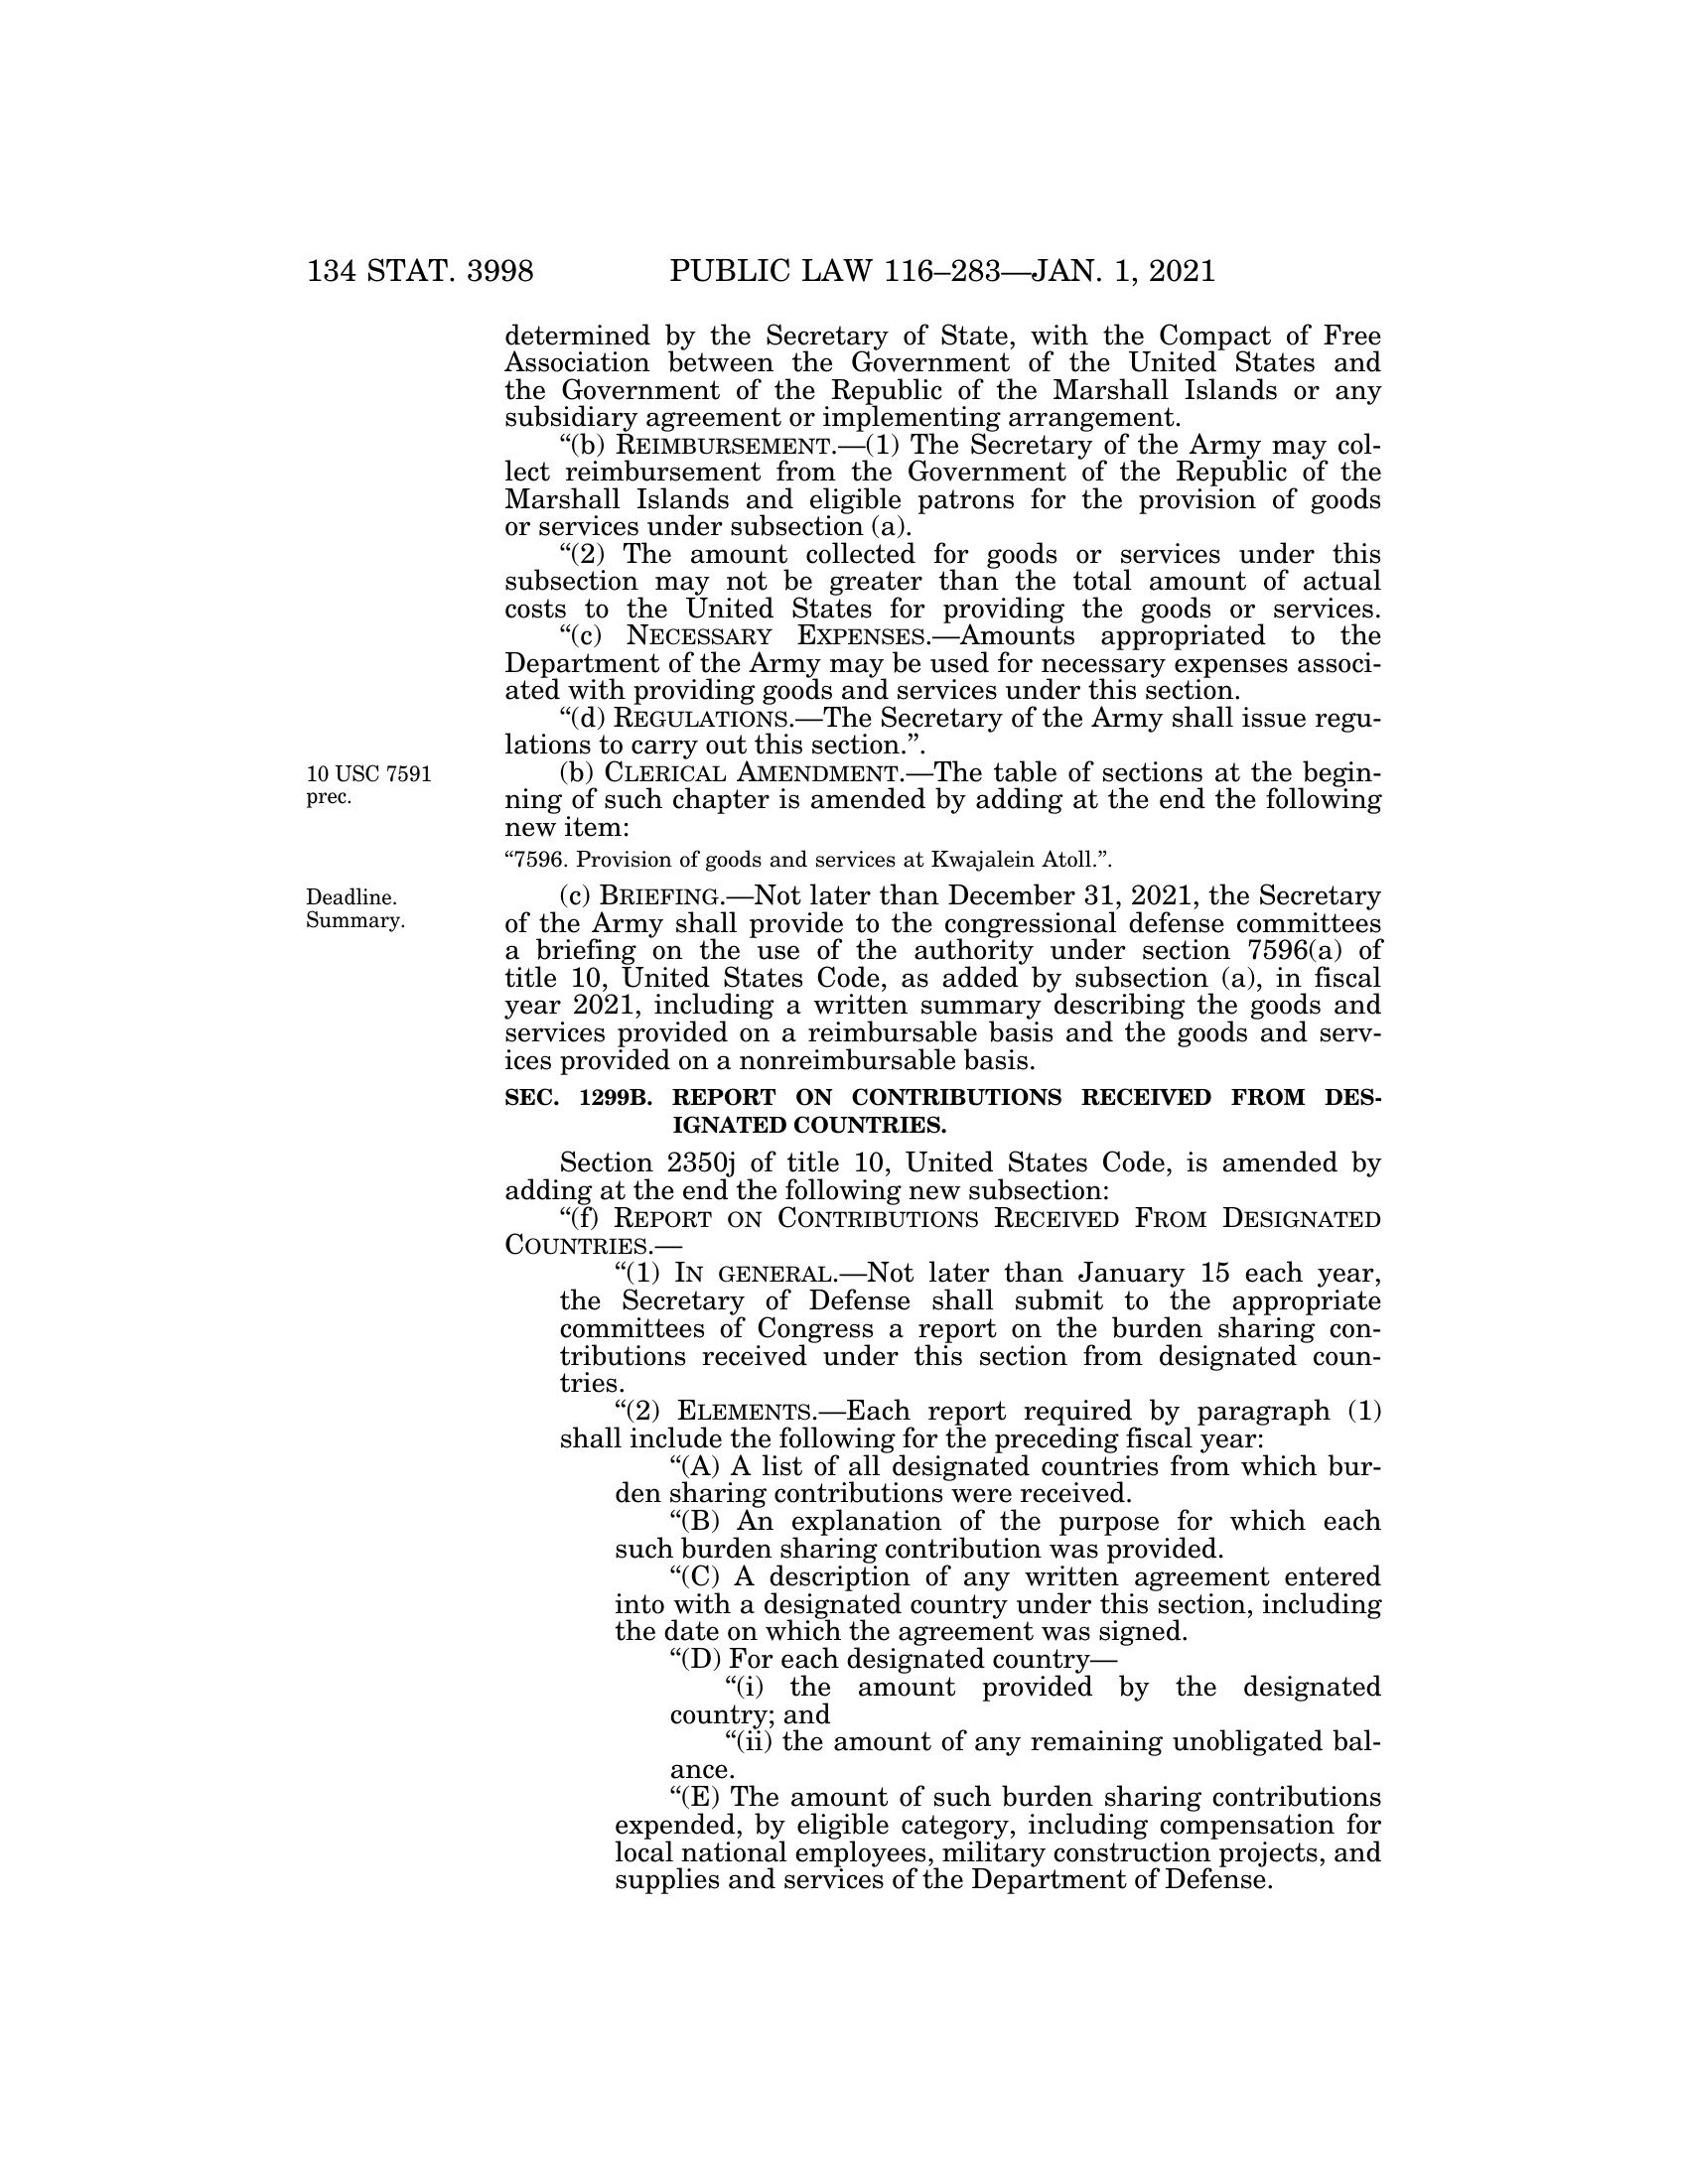 134 STAT. 3998 PUBLIC LAW 116–283—JAN. 1, 2021
determined by the Secretary of State, with the Compact of Free
Association between the Government of the United States and
the Government of the Republic of the Marshall Islands or any
subsidiary agreement or implementing arrangement.
“(b) REIMBURSEMENT.—(1) The Secretary of the Army may col-
lect reimbursement from the Government of the Republic of the
Marshall Islands and eligible patrons for the provision of goods
or services under subsection (a).
“(2) The amount collected for goods or services under this
subsection may not be greater than the total amount of actual
costs to the United States for providing the goods or services.
“(c) NECESSARY EXPENSES.—Amounts appropriated to the
Department of the Army may be used for necessary expenses associ-
ated with providing goods and services under this section.
“(d) REGULATIONS.—The Secretary of the Army shall issue regu-
lations to carry out this section.”.
10 USC 7591
prec.
(b) CLERICAL AMENDMENT.—The table of sections at the begin-
ning of such chapter is amended by adding at the end the following
new item:
“7596. Provision of goods and services at Kwajalein Atoll.”.
Deadline.
Summary.
(c) BRIEFING.—Not later than December 31, 2021, the Secretary
of the Army shall provide to the congressional defense committees
a briefing on the use of the authority under section 7596(a) of
title 10, United States Code, as added by subsection (a), in fiscal
year 2021, including a written summary describing the goods and
services provided on a reimbursable basis and the goods and serv-
ices provided on a nonreimbursable basis.
SEC. 1299B. REPORT ON CONTRIBUTIONS RECEIVED FROM DES-
IGNATED COUNTRIES.
Section 2350j of title 10, United States Code, is amended by
adding at the end the following new subsection:
“(f) REPORT ON CONTRIBUTIONS RECEIVED FROM DESIGNATED
COUNTRIES.—
“(1) IN GENERAL.—Not later than January 15 each year,
the Secretary of Defense shall submit to the appropriate
committees of Congress a report on the burden sharing con-
tributions received under this section from designated coun-
tries.
“(2) ELEMENTS.—Each report required by paragraph (1)
shall include the following for the preceding fiscal year:
“(A) A list of all designated countries from which bur-
den sharing contributions were received.
“(B) An explanation of the purpose for which each
such burden sharing contribution was provided.
“(C) A description of any written agreement entered
into with a designated country under this section, including
the date on which the agreement was signed.
“(D) For each designated country—
“(i) the amount provided by the designated
country; and
“(ii) the amount of any remaining unobligated bal-
ance.
“(E) The amount of such burden sharing contributions
expended, by eligible category, including compensation for
local national employees, military construction projects, and
supplies and services of the Department of Defense.